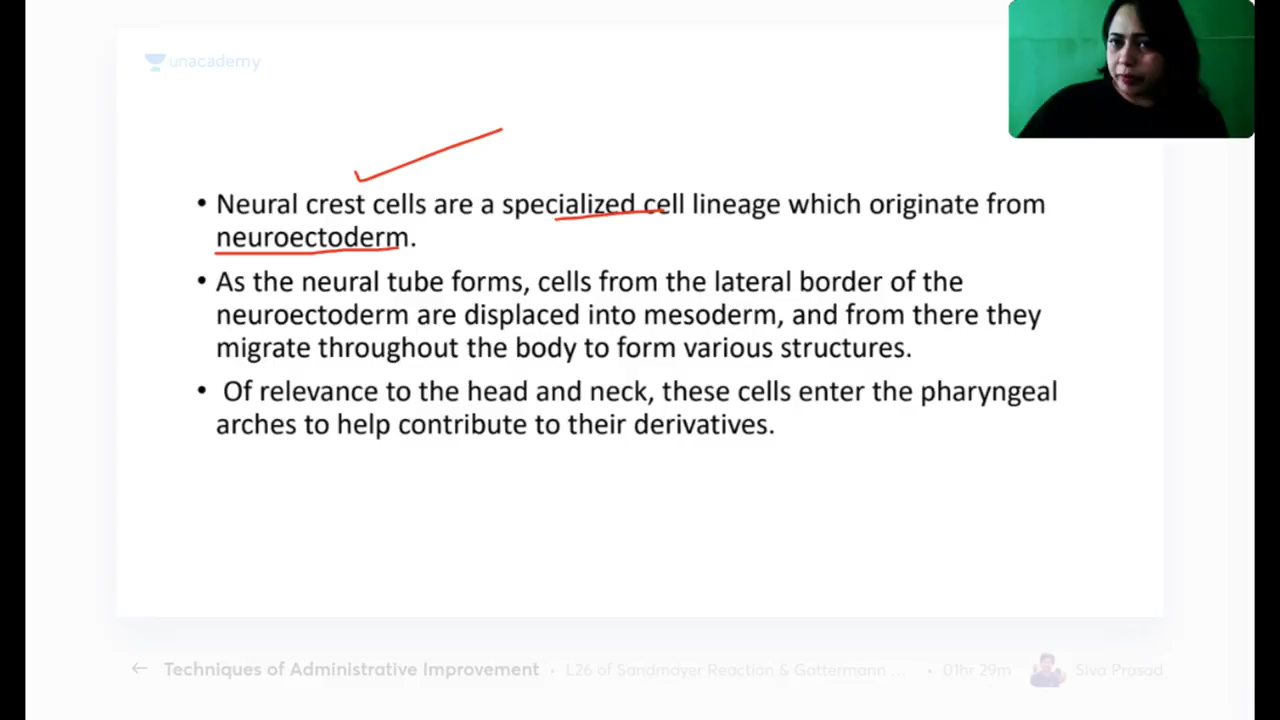 unacademy
• Neural crest cells are a specialized cell lineage which originate from
neuroectoderm.
• As the neural tube forms, cells from the lateral border of the
neuroectoderm are displaced into mesoderm, and from there they
migrate throughout the body to form various structures.
• Of relevance to the head and neck, these cells enter the pharyngeal
arches to help contribute to their derivatives.
← Techniques of Administrative Improvement • L26 of Sandmayer Reaction & Gattermann ... • 01hr 29m Siva Prasad